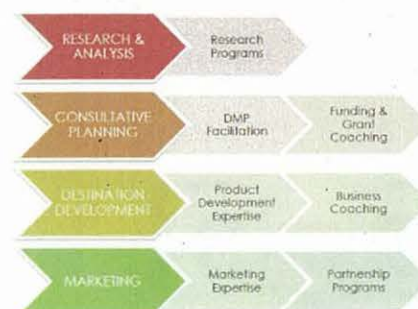 RESEARCH &
ANALYSIS
Research
Programs
CONSULTATIVE
PLANNING
DMP
Facilitation
Funding &
Grant
Coaching
DESTINATION
DEVELOPMENT
Product
Development
Expertise
Business
Coaching
MARKETING
Marketing
Expertise
Partnership
Programs